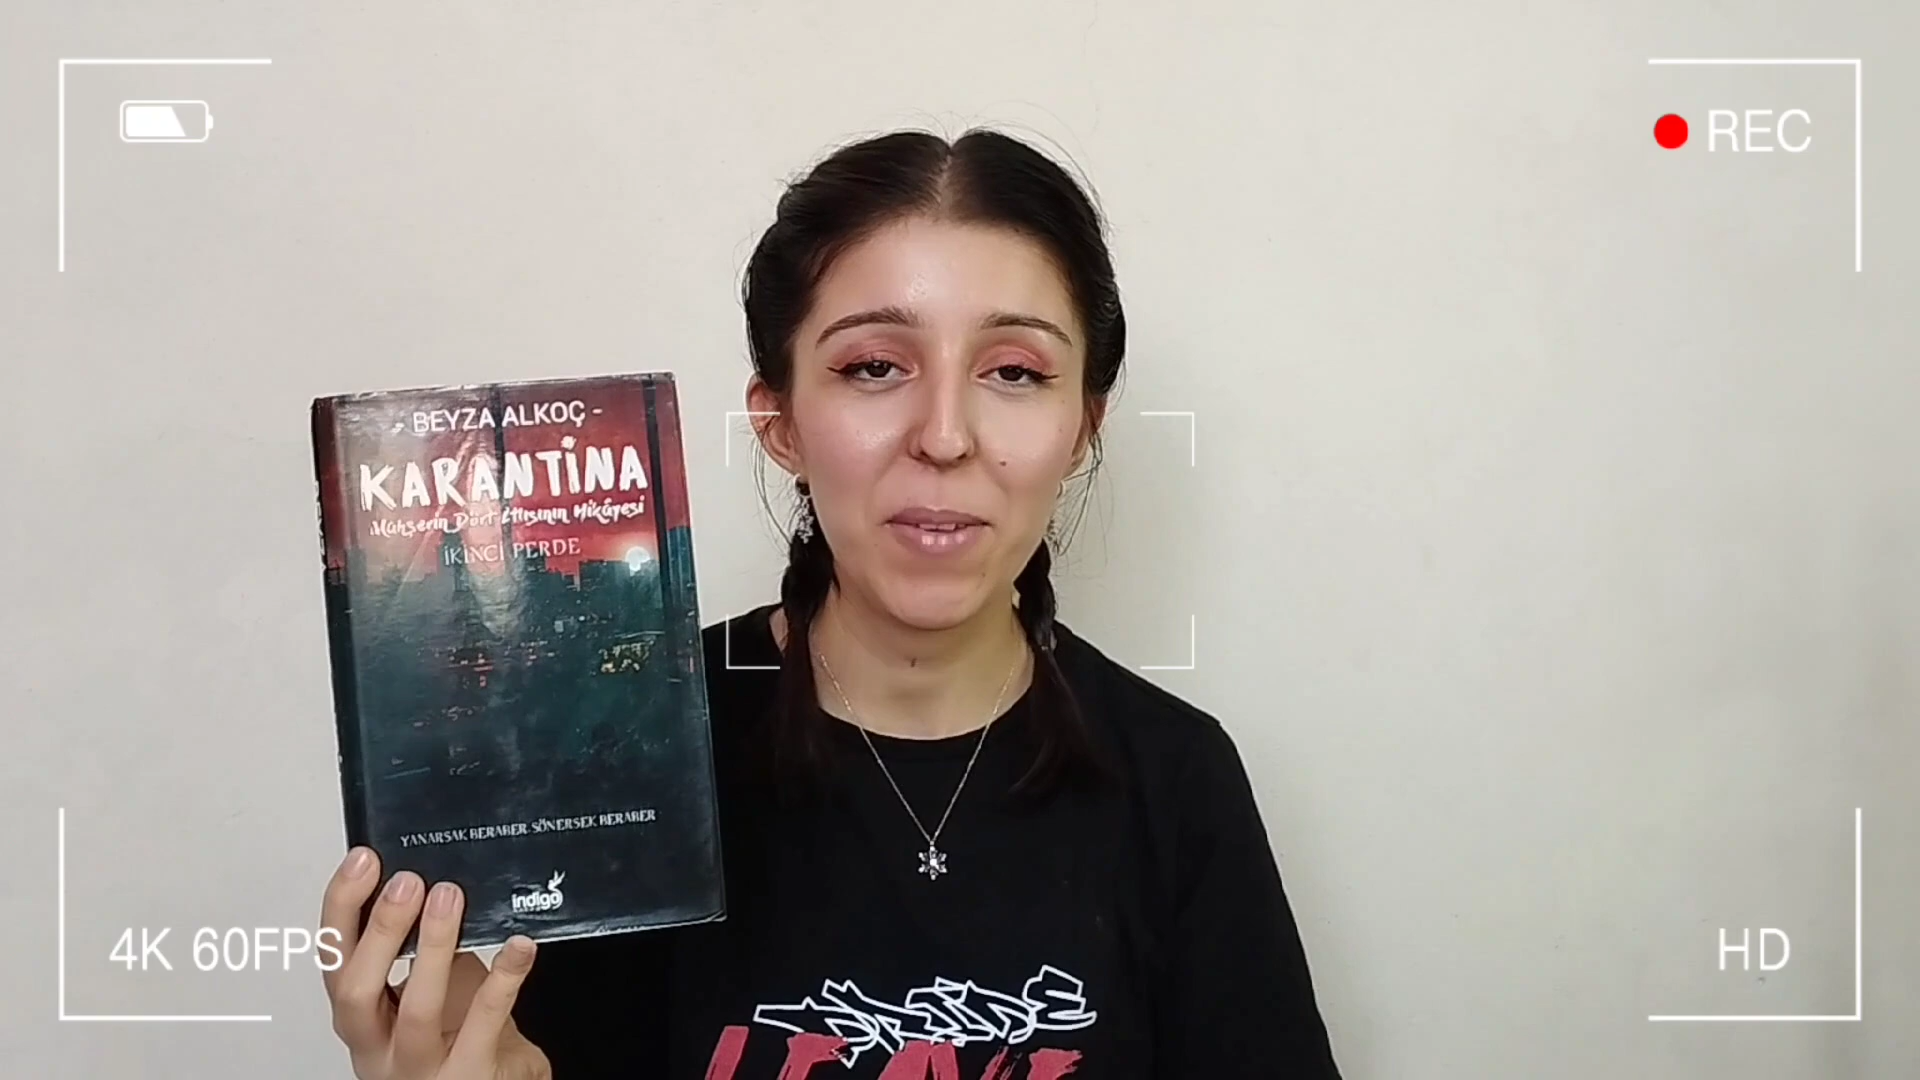 REC
- BEYZA ALKOÇ -
KARANTİNA
Mahşerin Dört Atlısının Hikâyesi
İKİNCİ PERDE
YANARSAK BERABER SÖNERSEK BERABER
indigo
4K 60FPS
HD